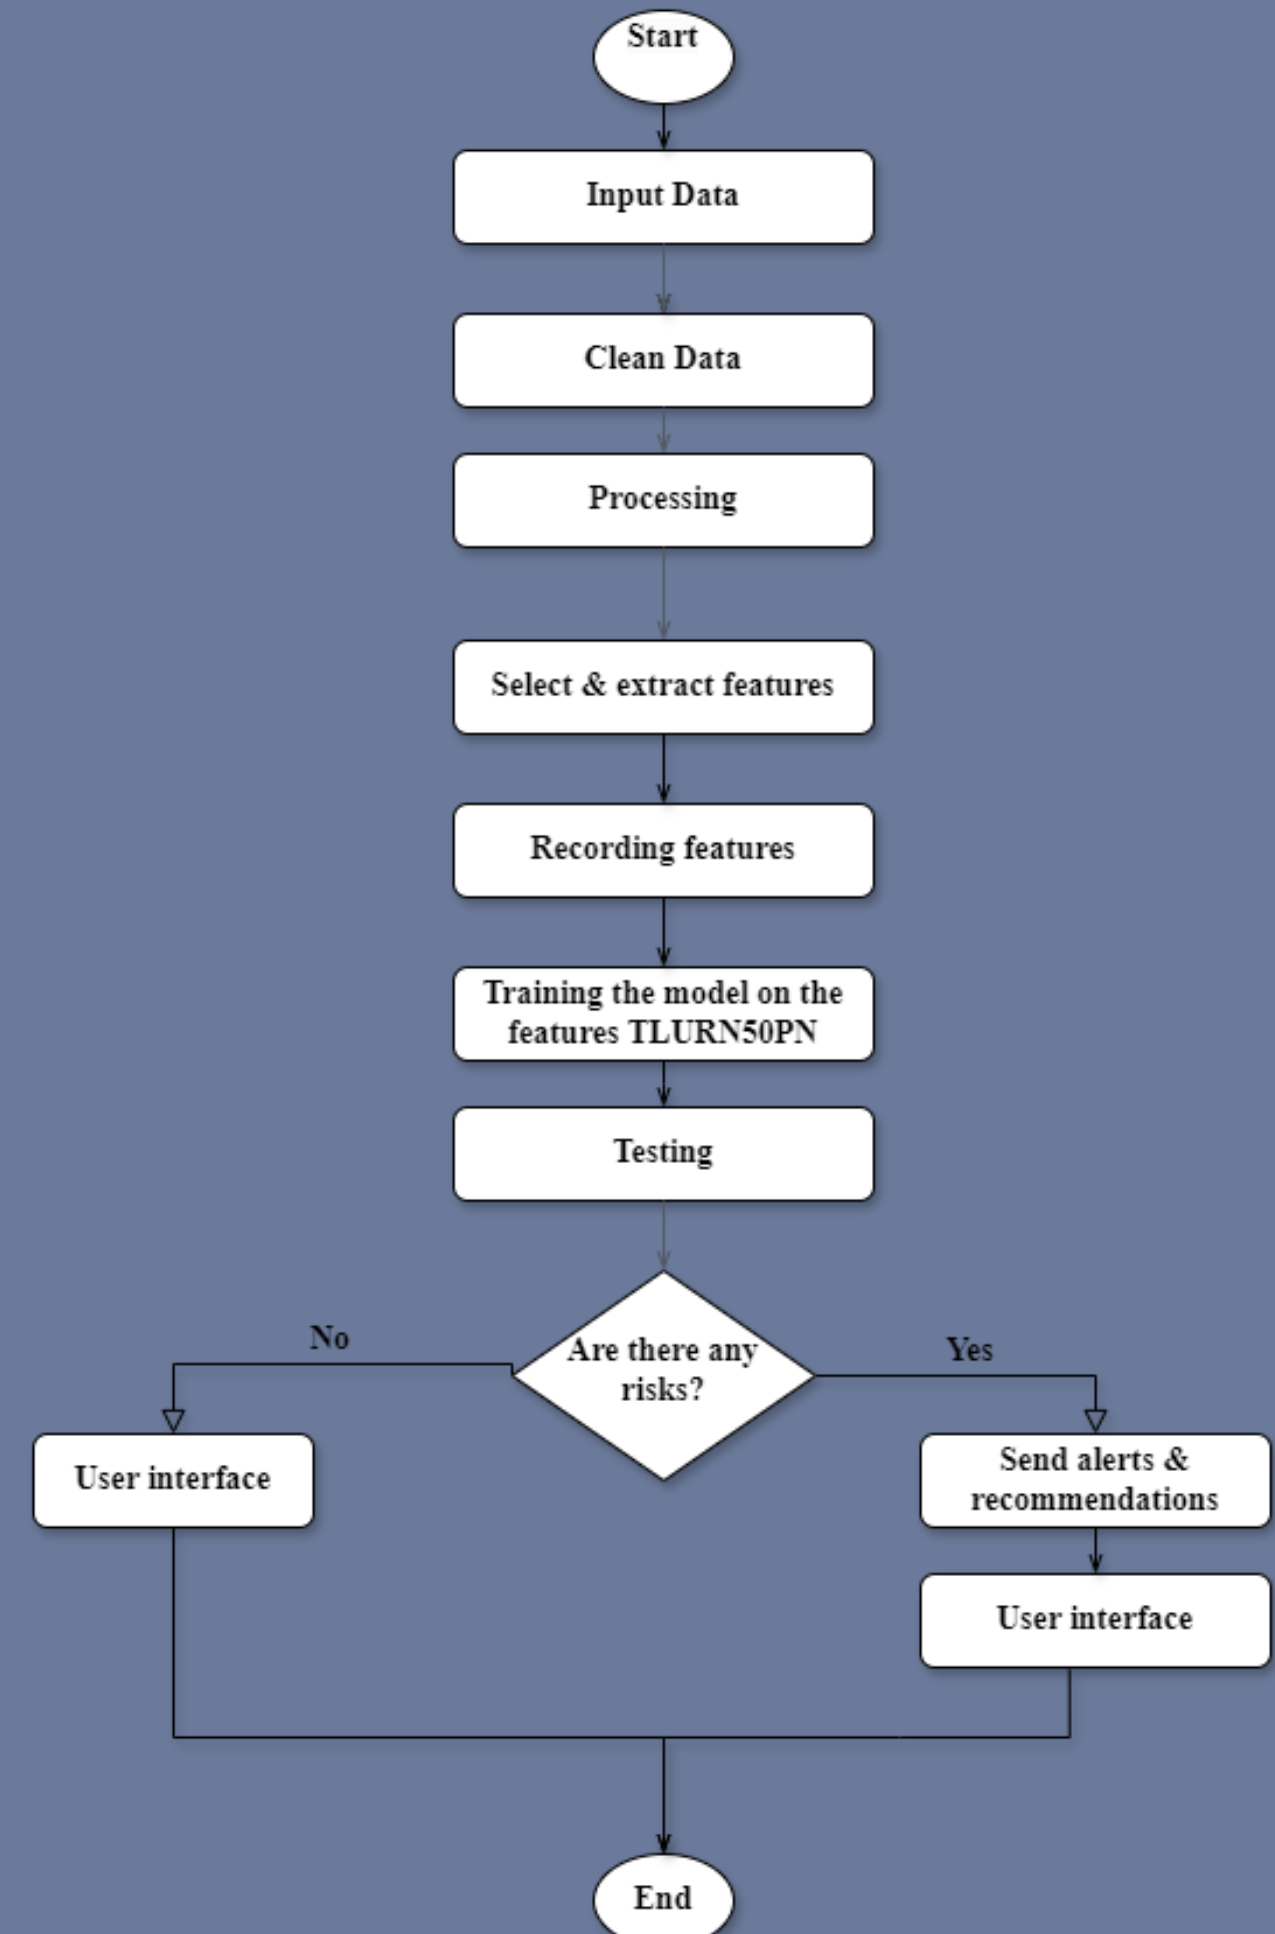 Start
Input Data
Clean Data
Processing
Select & extract features
Recording features
Training the model on the
features TLURN50PN
Testing
Are there any
risks?
No
Yes
User interface
Send alerts &
recommendations
User interface
End